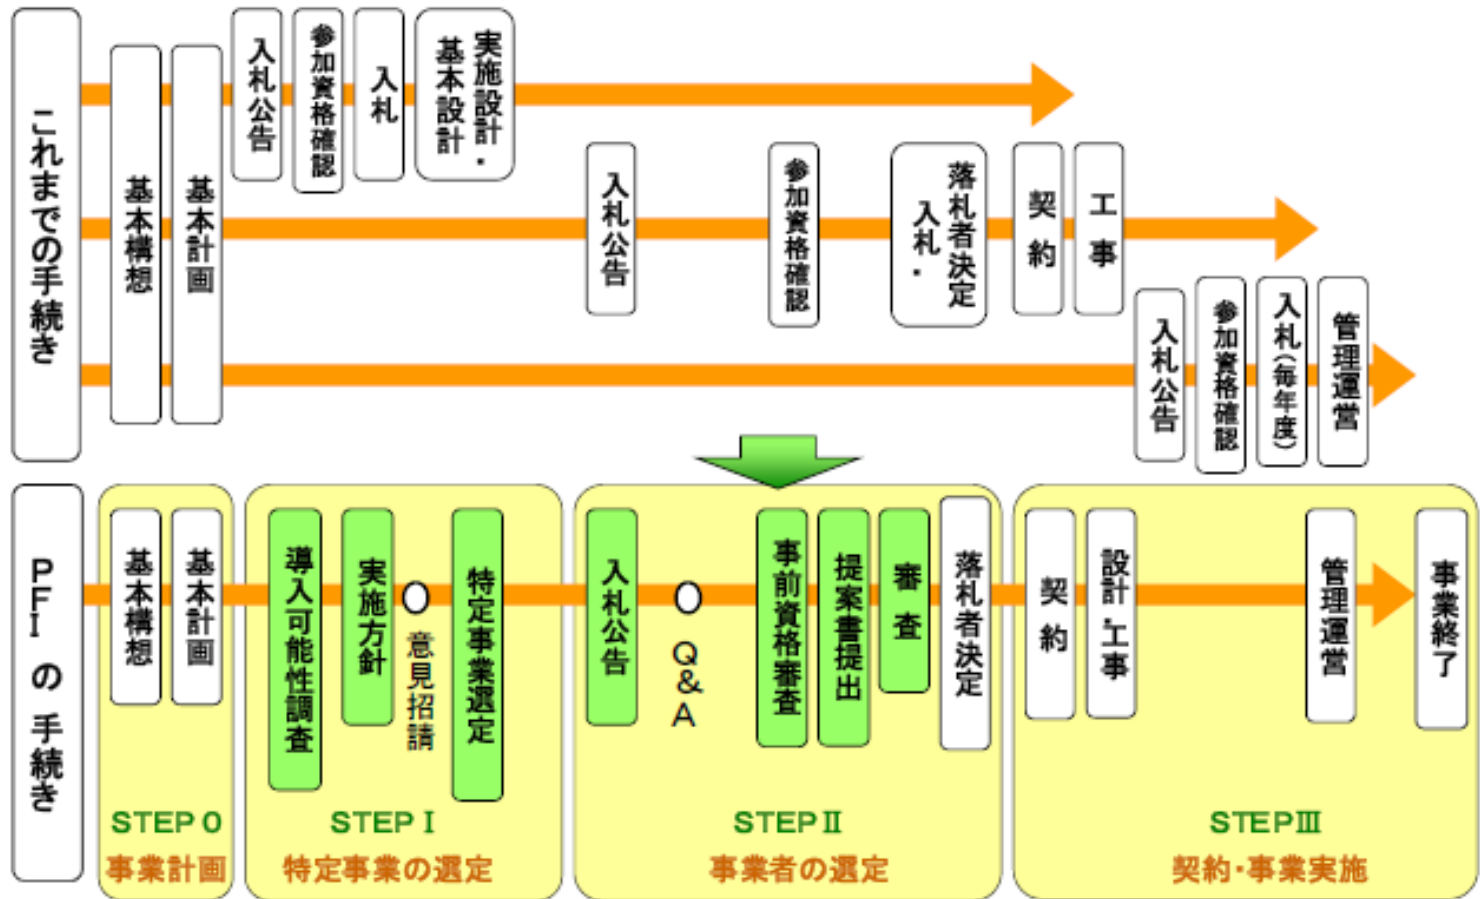 これまでの手続き
基本構想
基本計画
入札公告
参加資格確認
入札
実施設計・
基本設計
入札公告
参加資格確認
落札者決定
入札・
契約
工事
入札公告
参加資格確認
入札(毎年度)
管理運営
PFIの手続き
基本構想
基本計画
STEP 0
事業計画
導入可能性調査
実施方針
意見招請
特定事業選定
STEP I
特定事業の選定
入札公告
Q&A
事前資格審査
提案書提出
審査
落札者決定
STEP II
事業者の選定
契約
設計・工事
管理運営
事業終了
STEP III
契約・事業実施